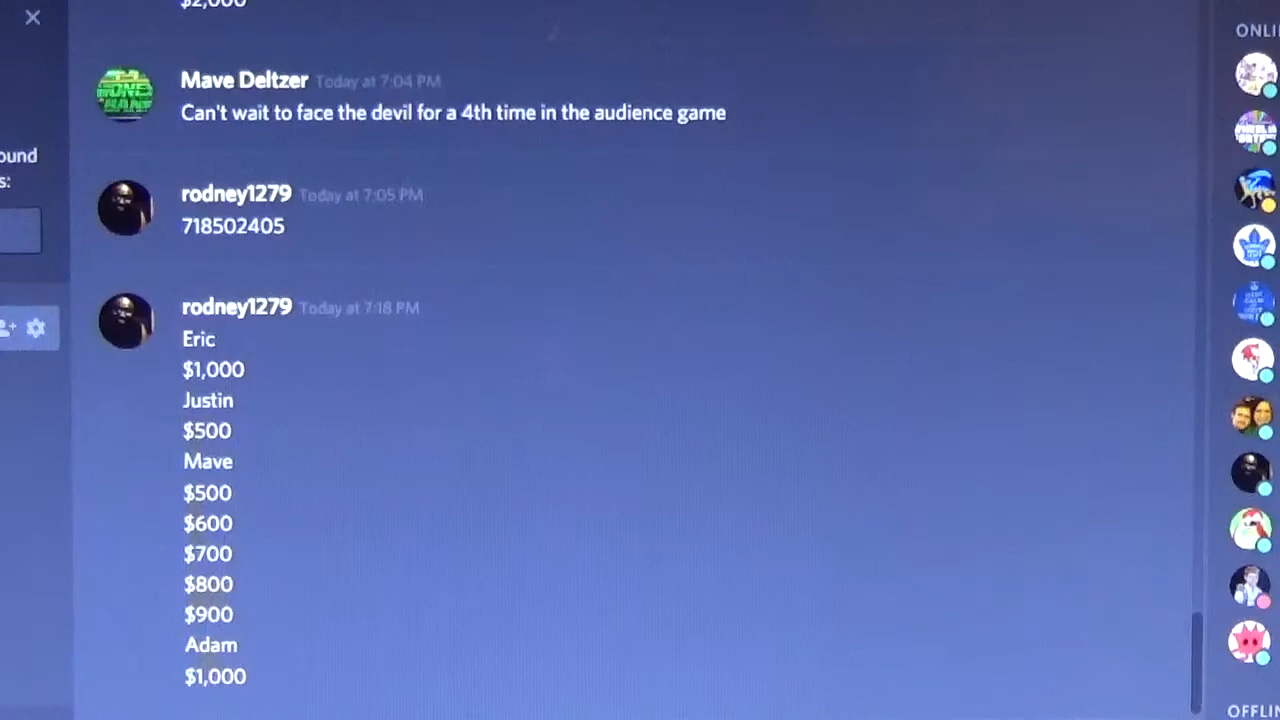 $2,000
Mave Deltzer Today at 7:04 PM
Can't wait to face the devil for a 4th time in the audience game
ound
s:
rodney1279 Today at 7:05 PM
718502405
rodney1279 Today at 7:18 PM
Eric
$1,000
Justin
$500
Mave
$500
$600
$700
$800
$900
Adam
$1,000
ONLI
OFFLIN